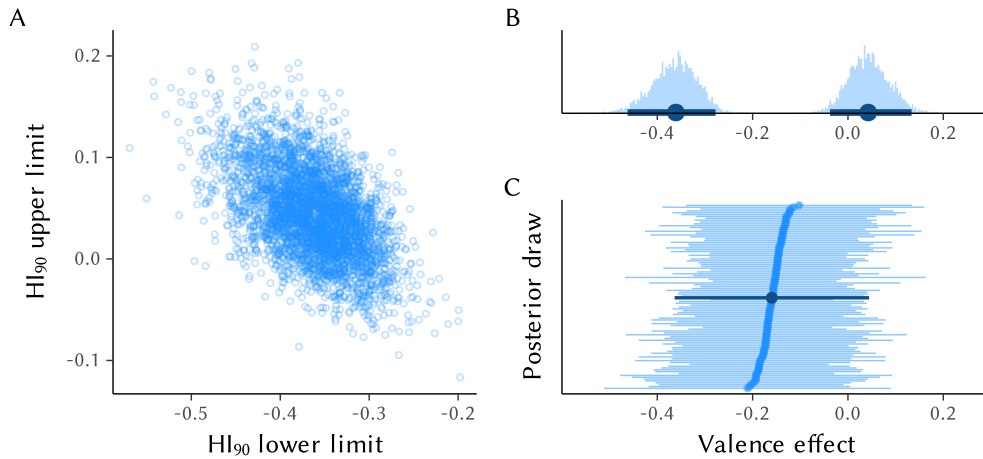 A
0.2
0.1
0.0
-0.1
HI90 upper limit
-0.5 -0.4 -0.3 -0.2
HI90 lower limit
B
-0.4 -0.2 0.0 0.2
C
Posterior draw
-0.4 -0.2 0.0 0.2
Valence effect